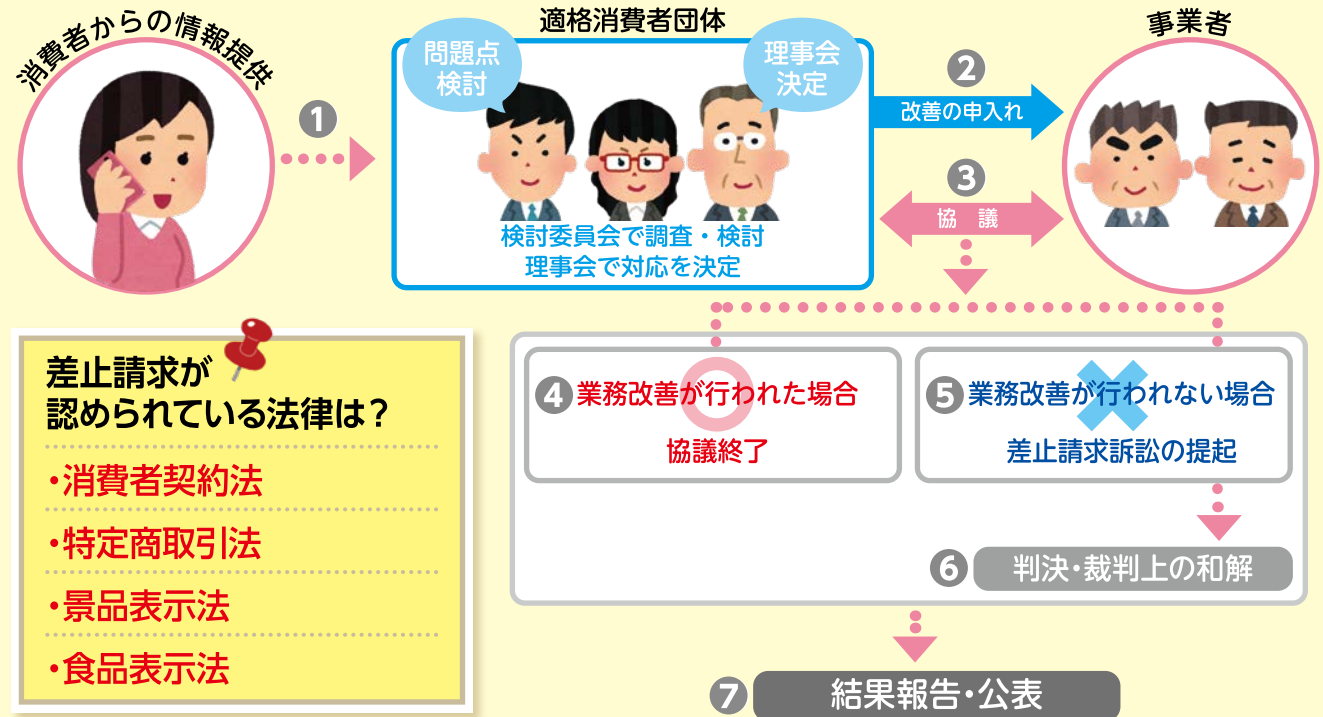 消費者からの情報提供
1
適格消費者団体
問題点
検討
理事会
決定
検討委員会で調査・検討
理事会で対応を決定
事業者
2
改善の申入れ
3
協 議
4 業務改善が行われた場合
協議終了
5 業務改善が行われない場合
差止請求訴訟の提起
6 判決・裁判上の和解
7 結果報告・公表
差止請求が
認められている法律は？
・消費者契約法
・特定商取引法
・景品表示法
・食品表示法